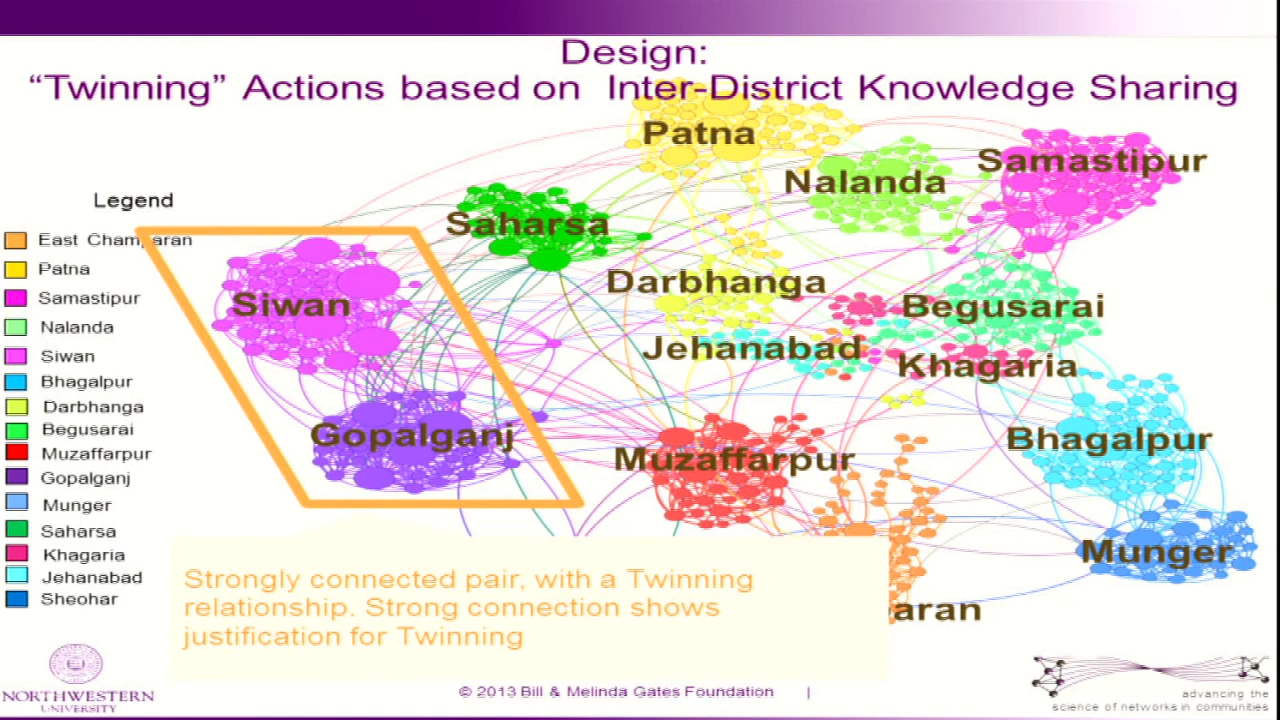 Design:
“Twinning” Actions based on Inter-District Knowledge Sharing
Legend
East Champaran
Patna
Samastipur
Nalanda
Siwan
Bhagalpur
Darbhanga
Begusarai
Muzaffarpur
Gopalganj
Munger
Saharsa
Khagaria
Jehanabad
Sheohar
Patna
Nalanda
Samastipur
Saharsa
Siwan
Darbhanga
Begusarai
Jehanabad
Khagaria
Gopalganj
Muzaffarpur
Bhagalpur
Munger
aran
Strongly connected pair, with a Twinning
relationship. Strong connection shows
justification for Twinning
NORTHWESTERN
UNIVERSITY
© 2013 Bill & Melinda Gates Foundation |
advancing the
science of networks in communities